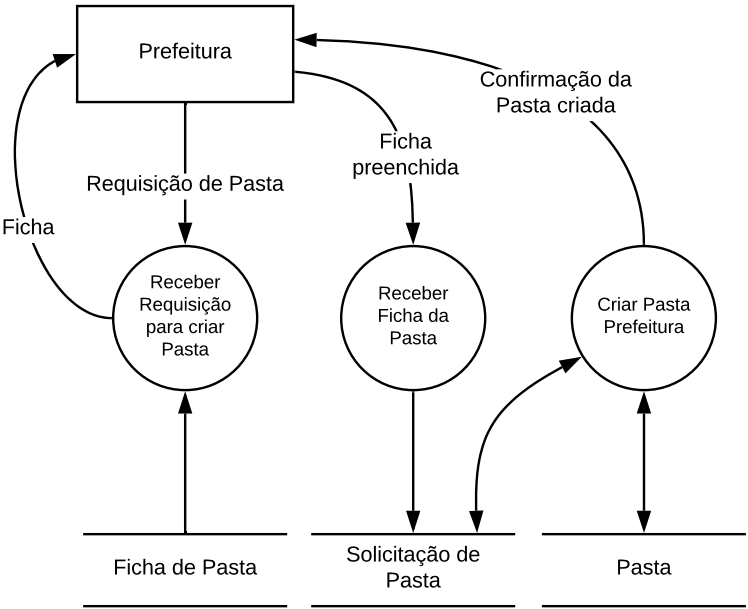 Prefeitura
Confirmação da
Pasta criada
Ficha
preenchida
Requisição de Pasta
Ficha
Receber
Requisição
para criar
Pasta
Receber
Ficha da
Pasta
Criar Pasta
Prefeitura
Ficha de Pasta
Solicitação de
Pasta
Pasta